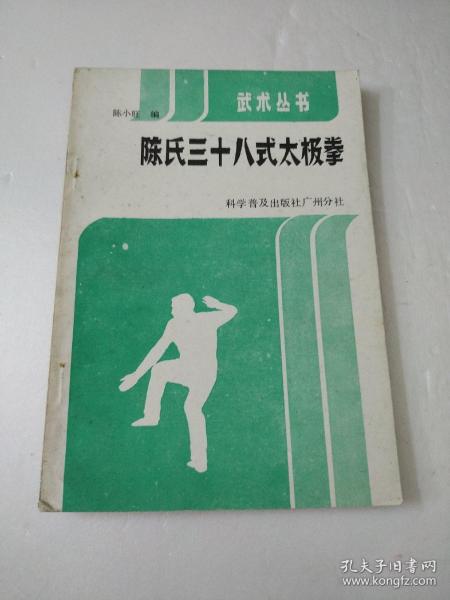 武术丛书
陈小旺 编
陈氏三十八式太极拳
科学普及出版社广州分社
孔夫子旧书网
www.kongfz.com